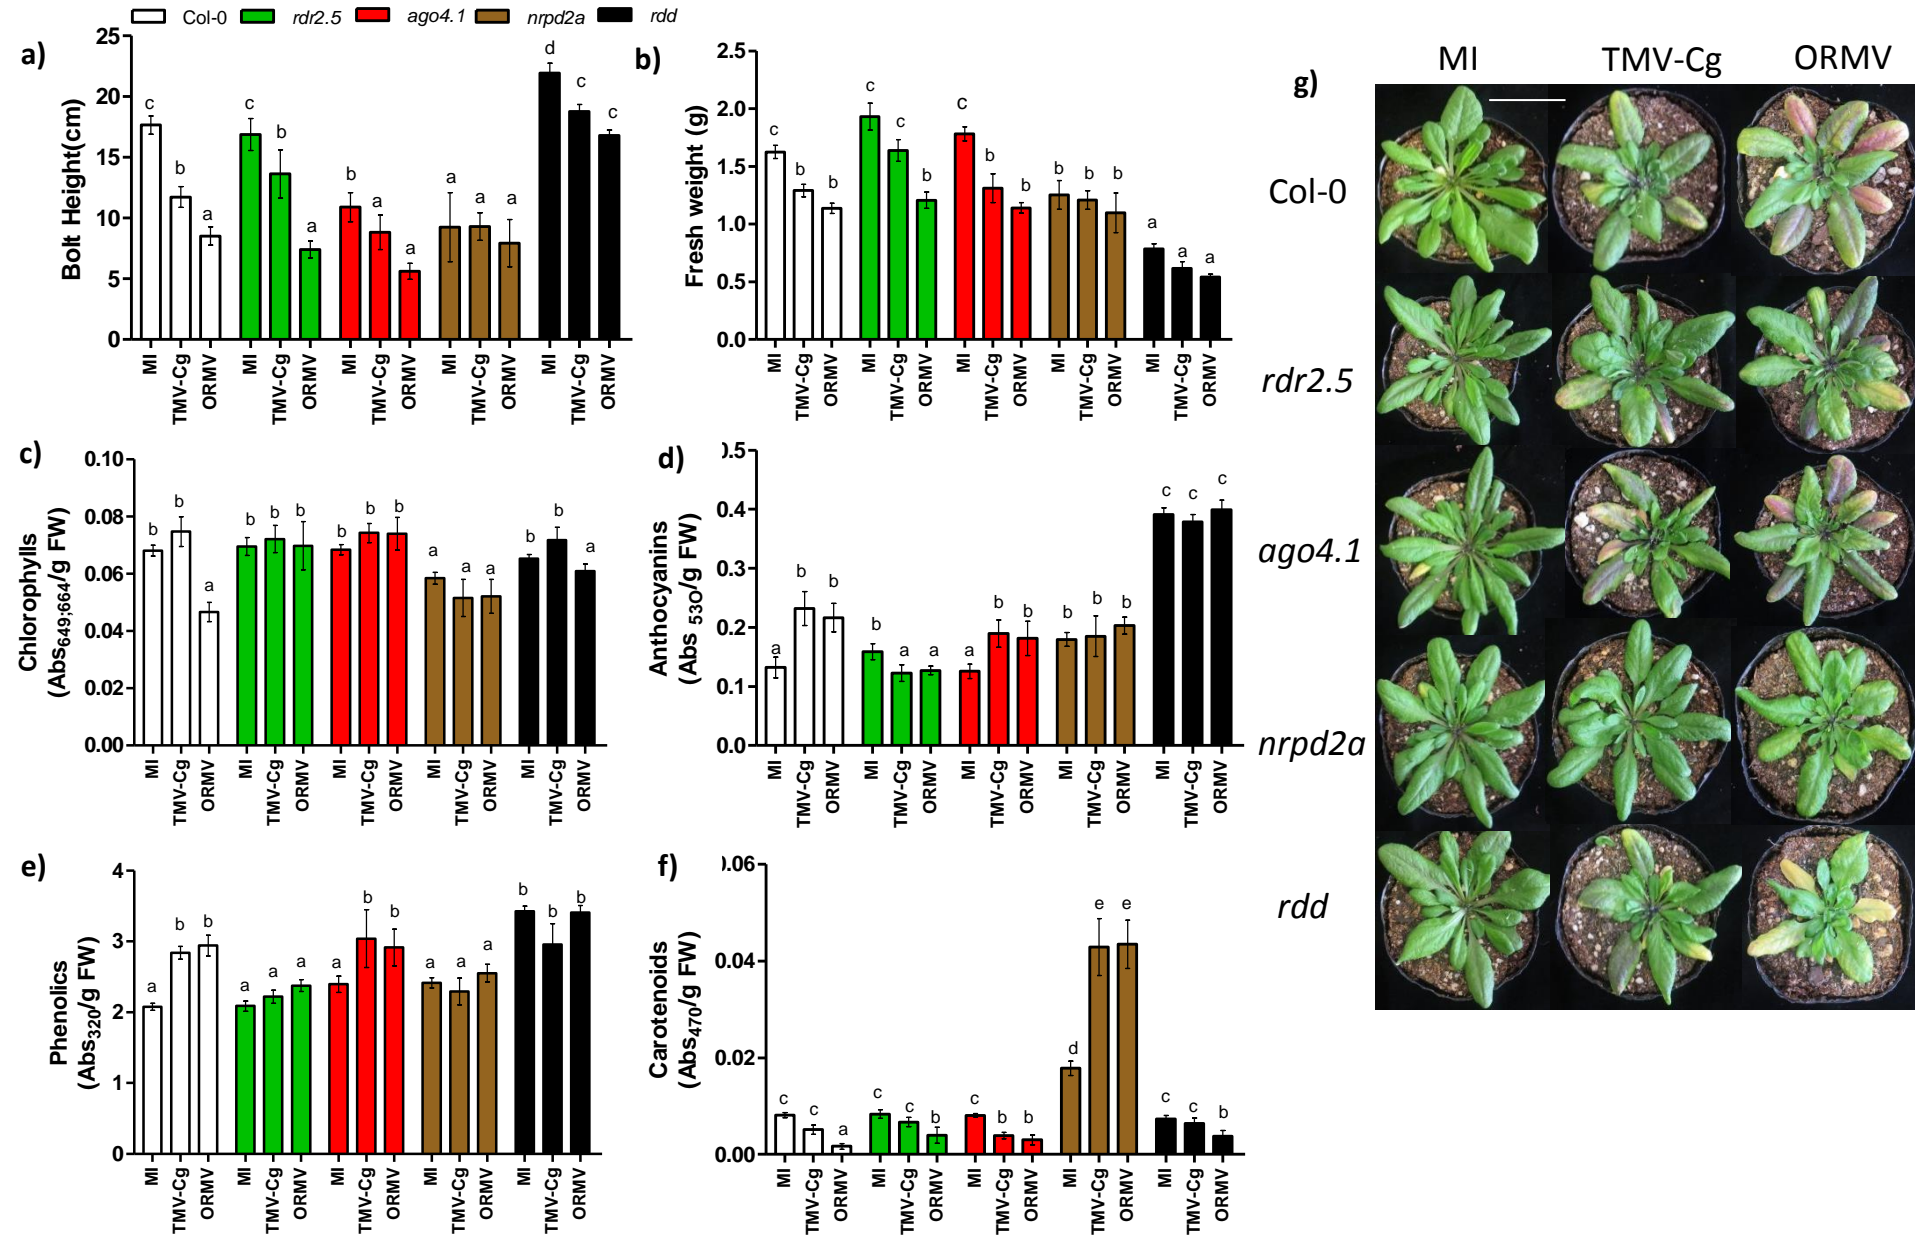 Col-0 rdr2.5 ago4.1 nrpd2a rdd
a)
Bolt Height(cm)
25
20
15
10
5
0
c b a c b a b a a a a a d c c
MI TMV-Cg ORMV MI TMV-Cg ORMV MI TMV-Cg ORMV MI TMV-Cg ORMV MI TMV-Cg ORMV
b)
Fresh weight (g)
2.5
2.0
1.5
1.0
0.5
0.0
c b b c c b c b b b b b a a a
MI TMV-Cg ORMV MI TMV-Cg ORMV MI TMV-Cg ORMV MI TMV-Cg ORMV MI TMV-Cg ORMV
c)
Chlorophylls
(Abs649;664/g FW)
0.10
0.08
0.06
0.04
0.02
0.00
b b a b b b b b b a a a b b a
MI TMV-Cg ORMV MI TMV-Cg ORMV MI TMV-Cg ORMV MI TMV-Cg ORMV MI TMV-Cg ORMV
d)
Anthocyanins
(Abs 530/g FW)
).5
0.4
0.3
0.2
0.1
0.0
a b b b a a a b b b b b c c c
MI TMV-Cg ORMV MI TMV-Cg ORMV MI TMV-Cg ORMV MI TMV-Cg ORMV MI TMV-Cg ORMV
e)
Phenolics
(Abs320/g FW)
4
3
2
1
0
a b b a a a a b b a a a b b b
MI TMV-Cg ORMV MI TMV-Cg ORMV MI TMV-Cg ORMV MI TMV-Cg ORMV MI TMV-Cg ORMV
f)
Carotenoids
(Abs470/g FW)
).06
0.04
0.02
0.00
c c a c c b c b b d e e c c b
MI TMV-Cg ORMV MI TMV-Cg ORMV MI TMV-Cg ORMV MI TMV-Cg ORMV MI TMV-Cg ORMV
g)
MI TMV-Cg ORMV
Col-0
rdr2.5
ago4.1
nrpd2a
rdd